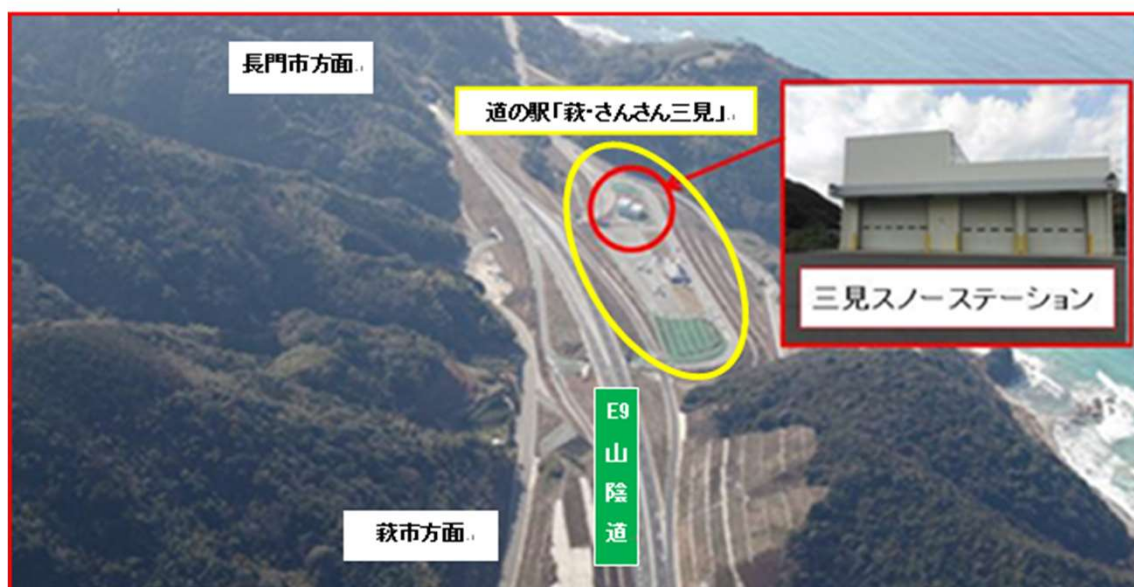 長門市方面
道の駅「萩・さんさん三見」
三見スノーステーション
E9
山
陰
道
萩市方面